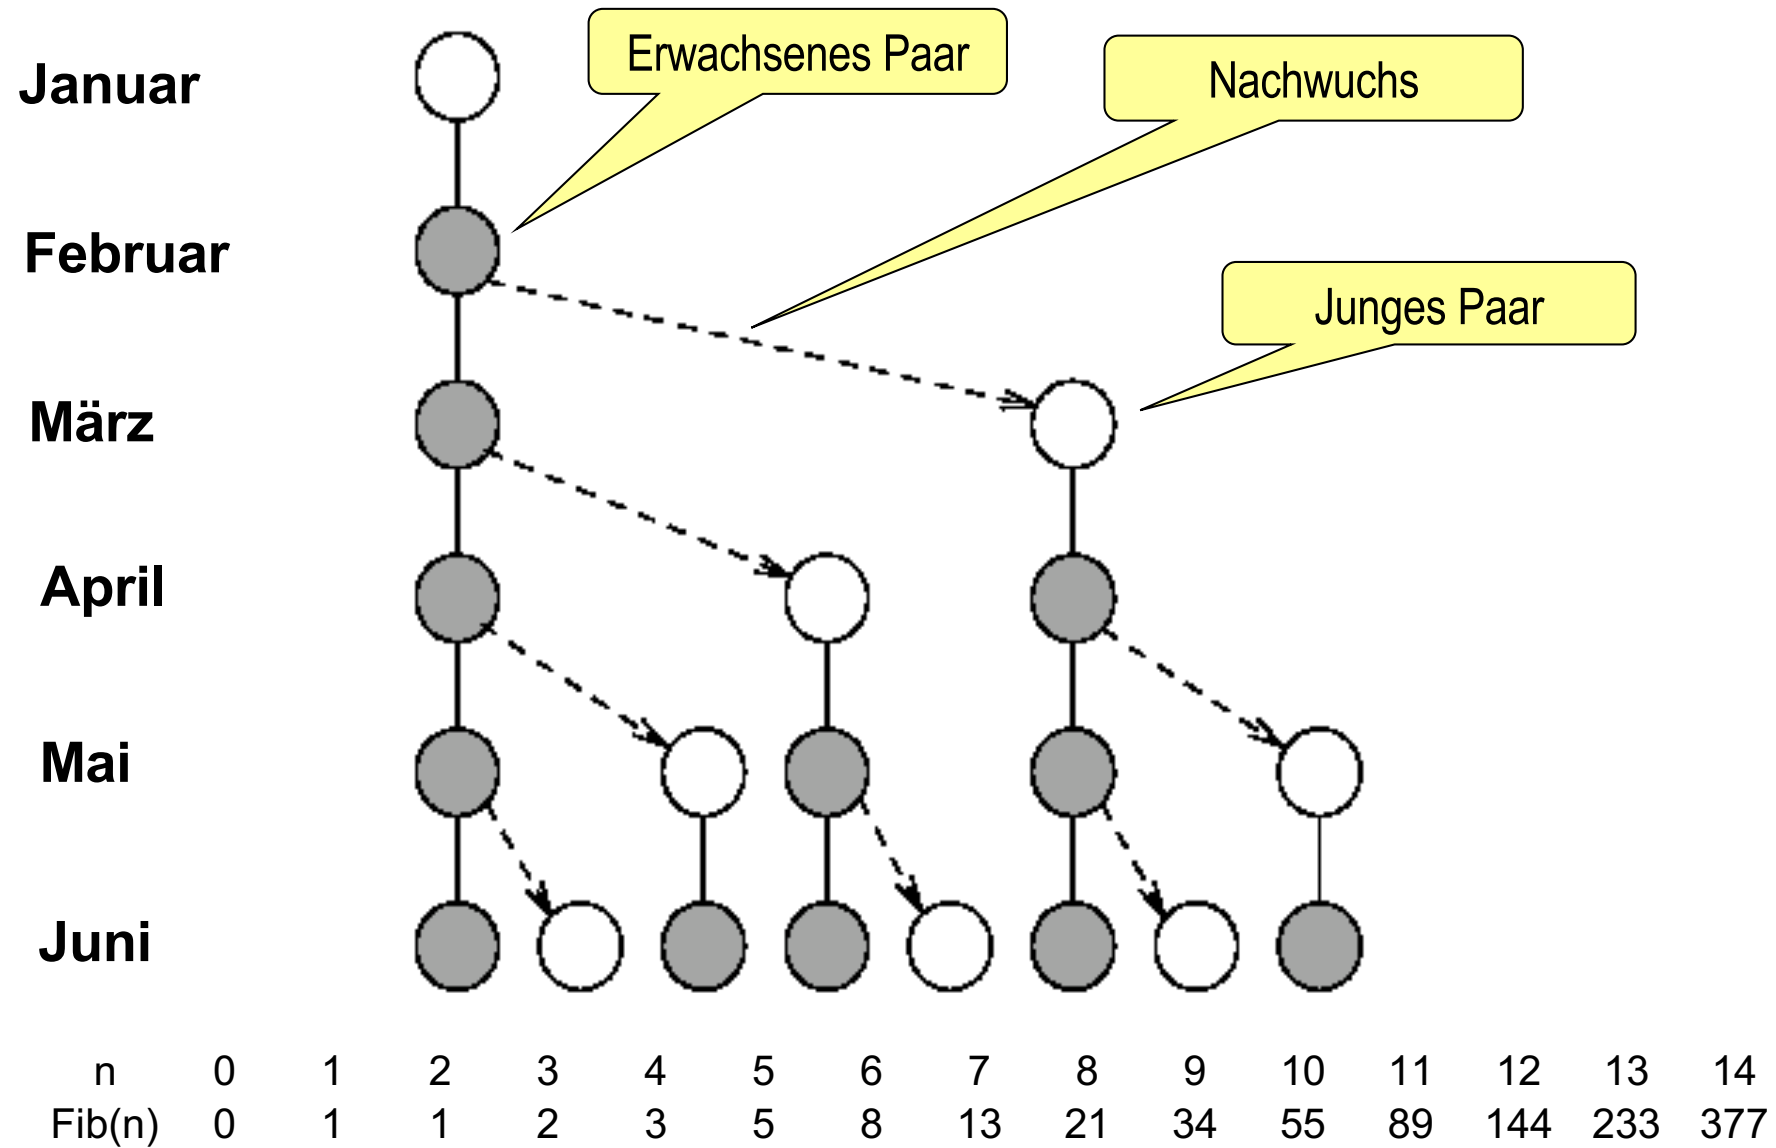 Erwachsenes Paar
Nachwuchs
Januar
Februar
Junges Paar
März
April
Mai
Juni
n 0 1 2 3 4 5 6 7 8 9 10 11 12 13 14
Fib(n) 0 1 1 2 3 5 8 13 21 34 55 89 144 233 377